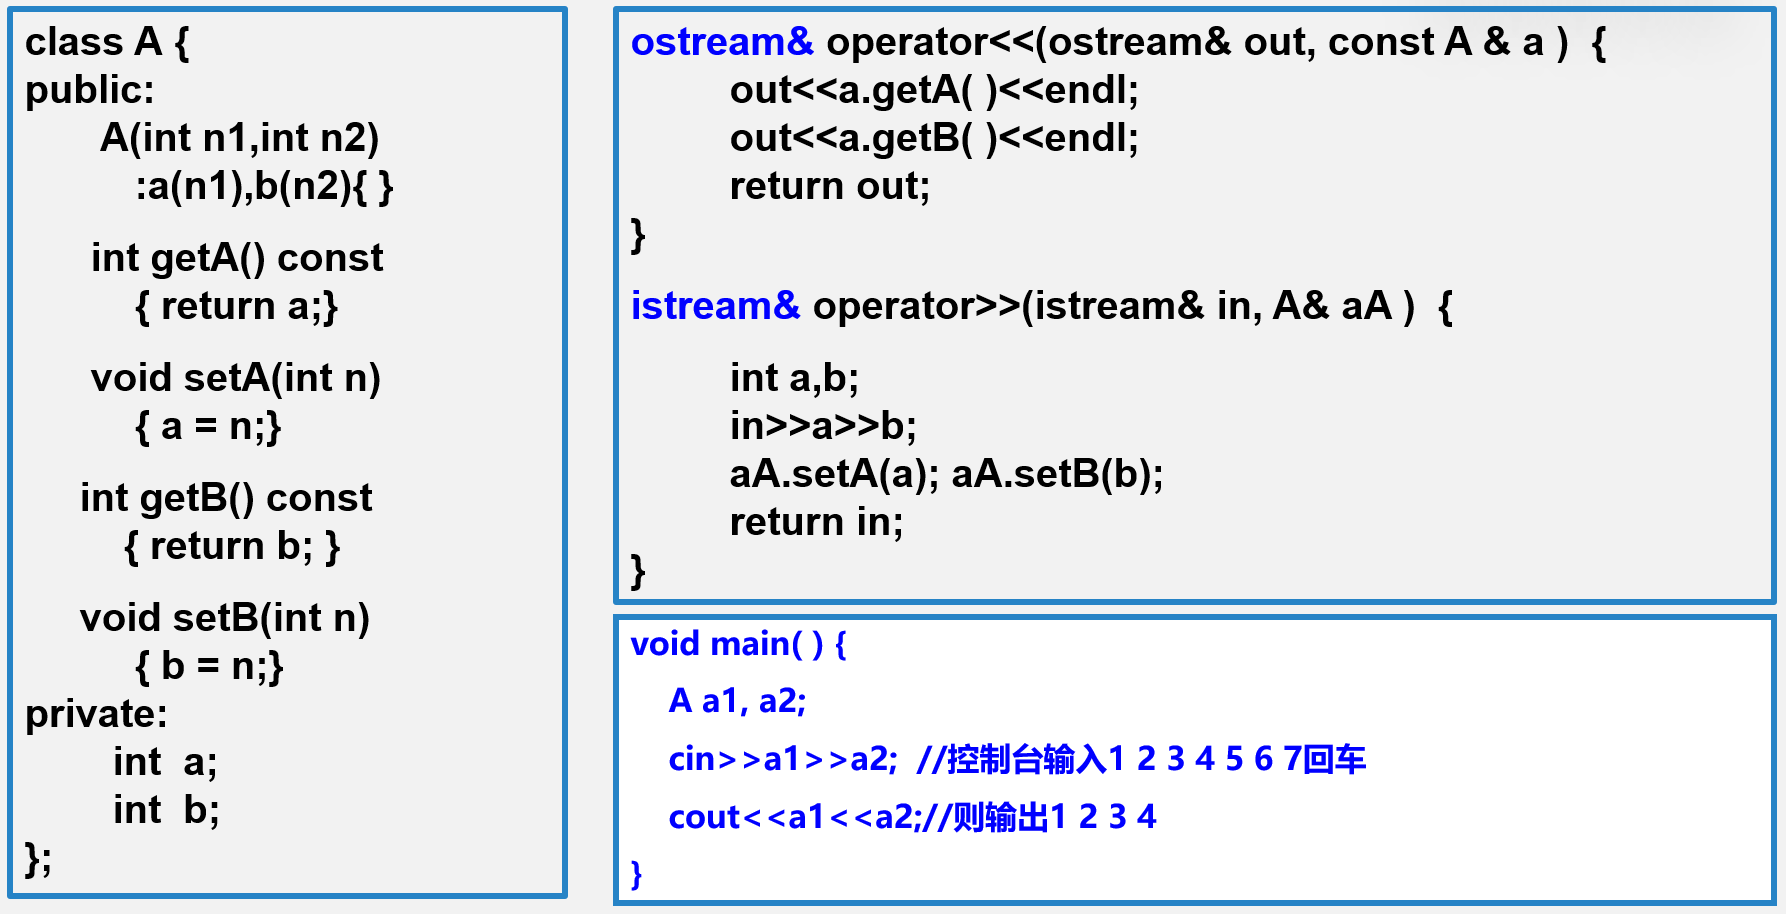 class A {
public:
A(int n1,int n2)
:a(n1),b(n2){ }
int getA() const
{ return a;}
void setA(int n)
{ a = n;}
int getB() const
{ return b; }
void setB(int n)
{ b = n;}
private:
int a;
int b;
};
ostream& operator<<(ostream& out, const A & a ) {
out<<a.getA( )<<endl;
out<<a.getB( )<<endl;
return out;
}
istream& operator>>(istream& in, A& aA ) {
int a,b;
in>>a>>b;
aA.setA(a); aA.setB(b);
return in;
}
void main( ) {
A a1, a2;
cin>>a1>>a2; //控制台输入1 2 3 4 5 6 7回车
cout<<a1<<a2;//则输出1 2 3 4
}